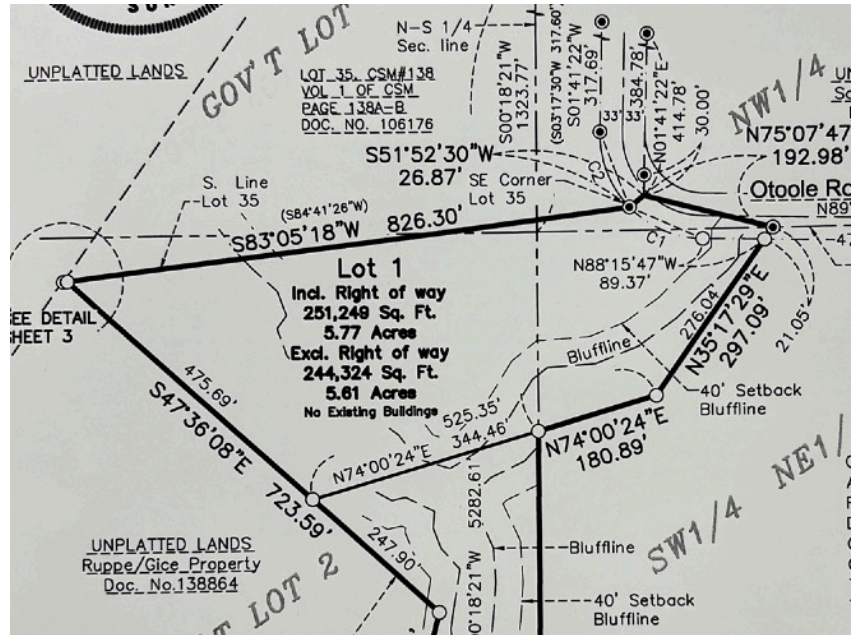 SUR
UNPLATTED LANDS
GOV'T LOT
N-S 1/4
Sec. line
LOT 35, CSM#138
VOL 1 OF CSM
PAGE 138A-B
DOC. NO. 106176
S00°18'21"W
1323.77'
(S03°17'30"W 317.60')
S01°41'22"W
317.69'
33' 33'
384.78'
N01°41'22"E
414.78'
30.00'
NW1/4
N75°07'47
192.98'
Otoole Ro
N89°
47
S51°52'30"W
26.87'
SE Corner
Lot 35
C2
C1
S. Line
Lot 35
(S84°41'26"W)
S83°05'18"W 826.30'
N88°15'47"W
89.37'
SEE DETAIL
SHEET 3
Lot 1
Incl. Right of way
251,249 Sq. Ft.
5.77 Acres
Excl. Right of way
244,324 Sq. Ft.
5.61 Acres
No Existing Buildings
Bluffline
276.04'
N35°17'29"E
297.09'
21.05'
40' Setback
Bluffline
475.69'
S47°36'08"E
723.59'
247.90'
525.35'
344.46'
N74°00'24"E
N74°00'24"E
180.89'
5282.61'
00°18'21"W
Bluffline
40' Setback
Bluffline
SW1/4 NE1/
UNPLATTED LANDS
Ruppe/Gice Property
Doc. No.138864
T LOT 2